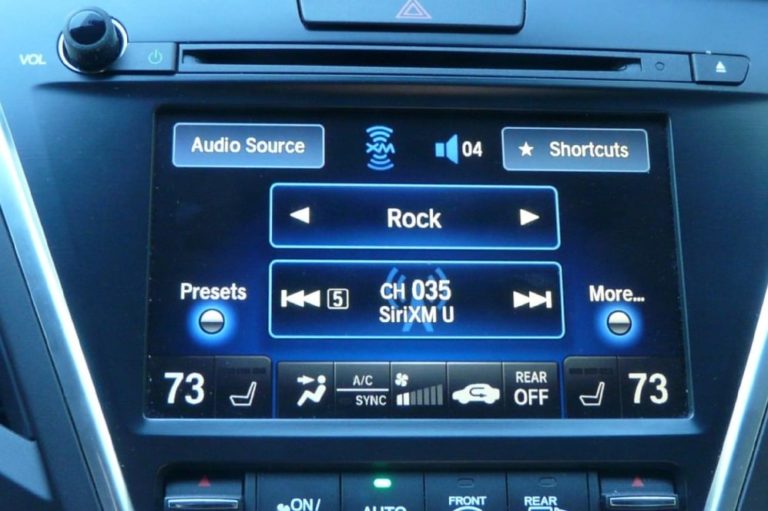 VOL
Audio Source
XM
04
★ Shortcuts
Rock
Presets
5
CH 035
SiriXM U
More...
73
A/C
SYNC
REAR
OFF
73
ON/
AUTO
FRONT
REAR